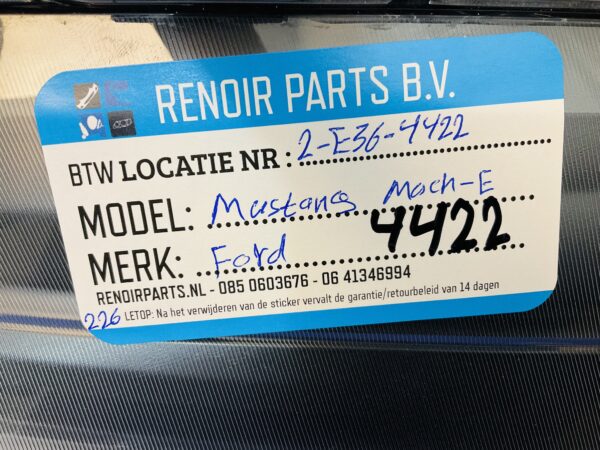 RENOIR PARTS B.V.
BTW LOCATIE NR : 2-E36-4422
MODEL: Mustang Mach-E
4422
MERK: Ford
RENOIRPARTS.NL - 085 0603676 - 06 41346994
226 LETOP: Na het verwijderen van de sticker vervalt de garantie/retourbeleid van 14 dagen